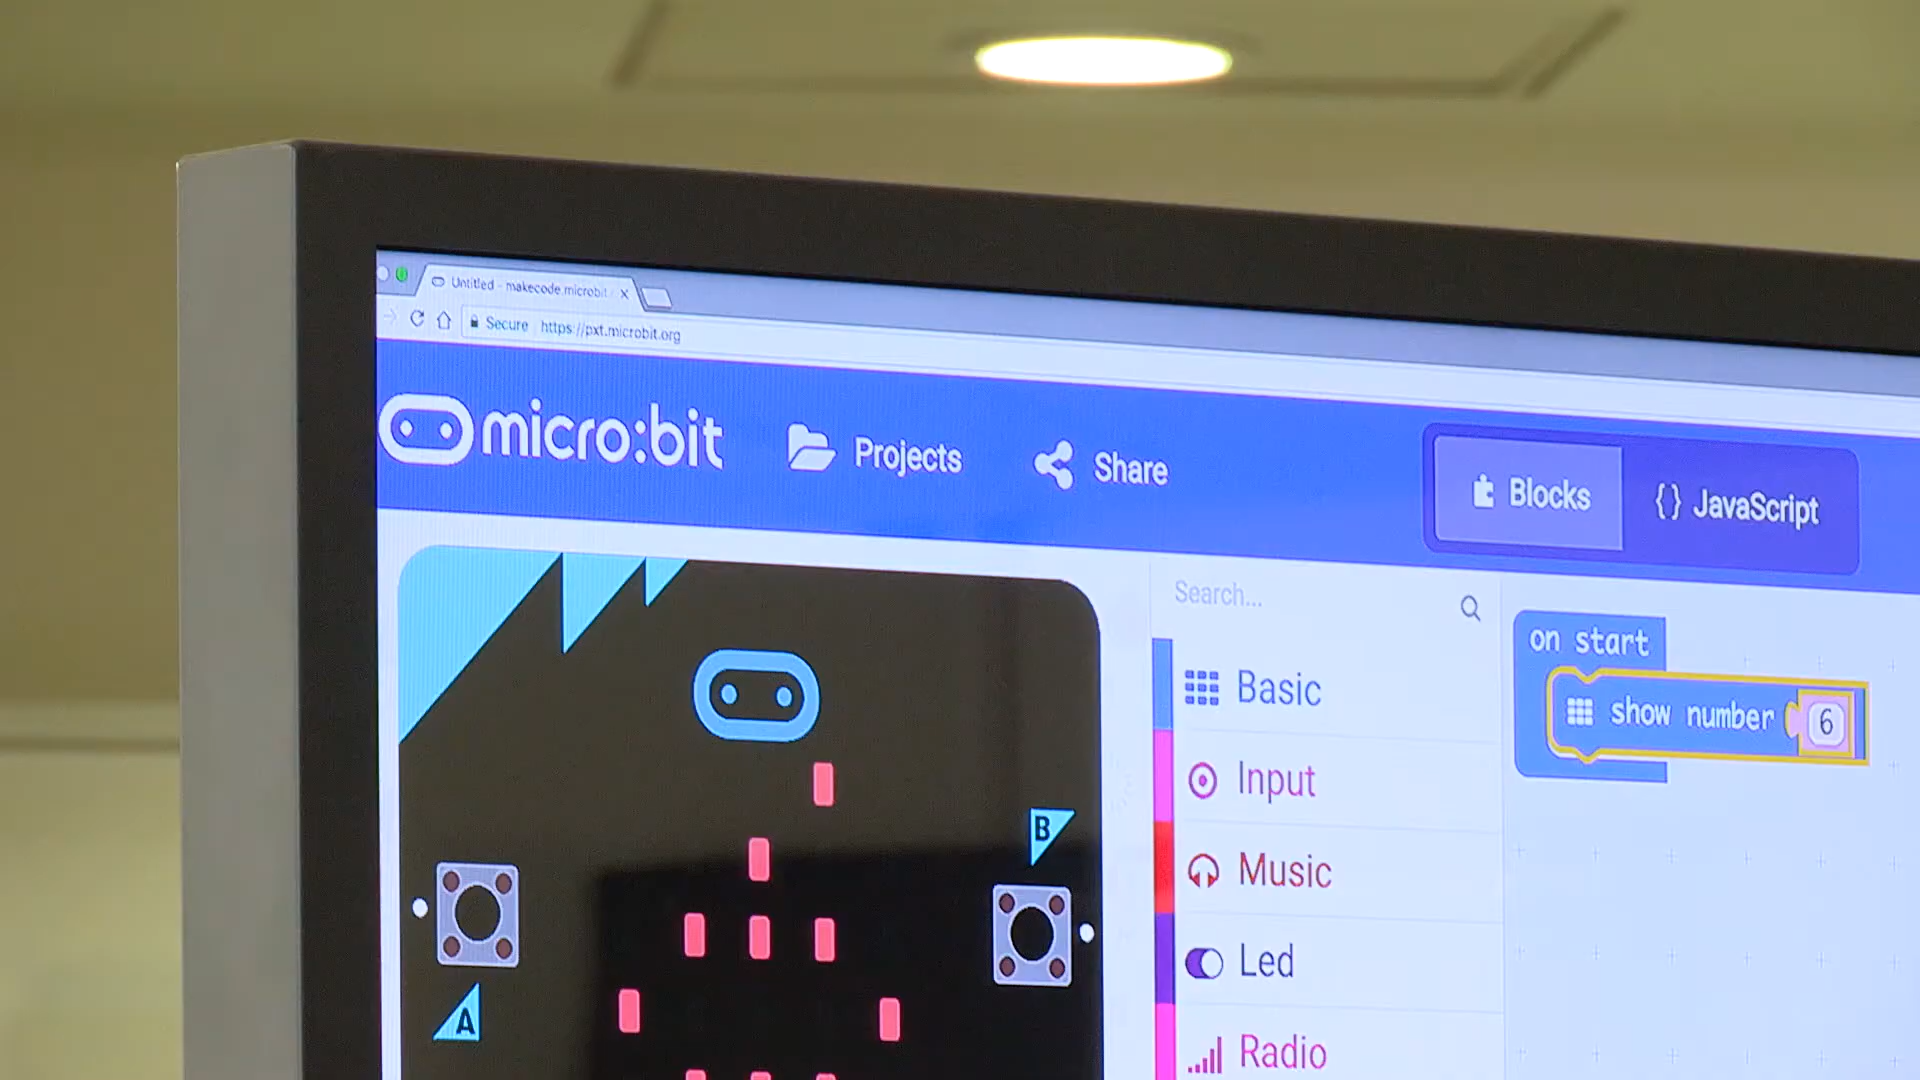 Untitled - makecode.microbit
Secure https://pxt.microbit.org
micro:bit
Projects
Share
Blocks
{} JavaScript
Search...
Basic
Input
Music
Led
Radio
on start
show number 6
B
A